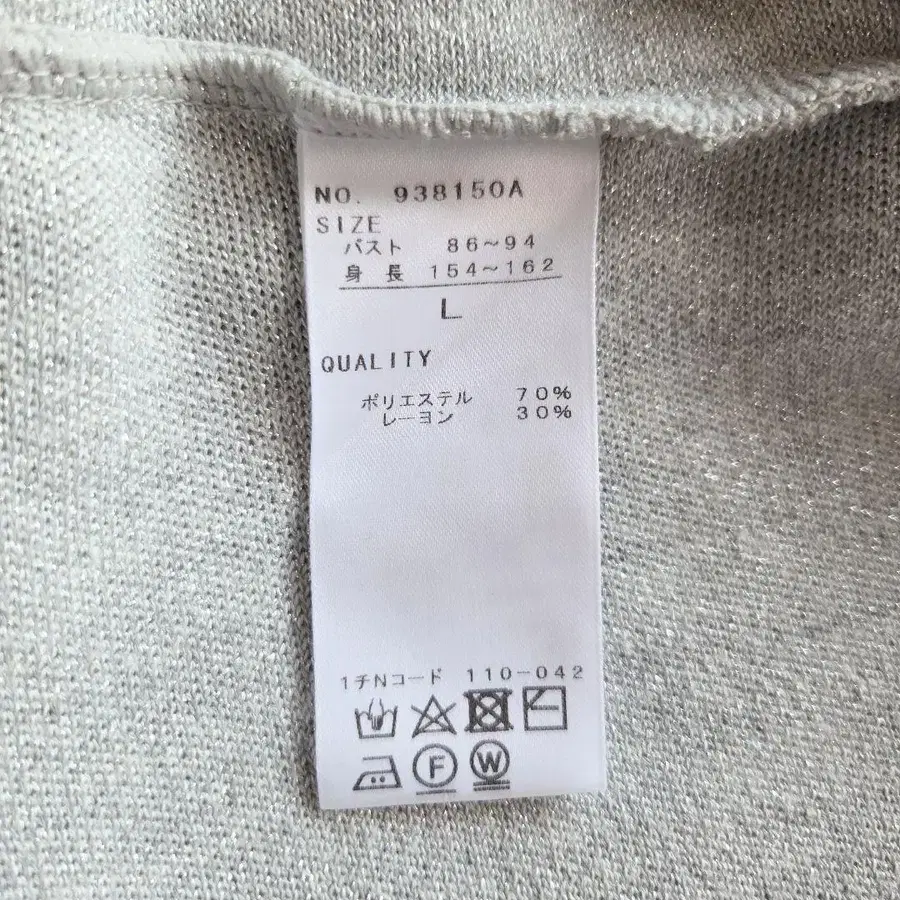 NO. 938150A
SIZE
バスト 86~94
身長 154~162
L
QUALITY
ポリエステル 70%
レーヨン 30%
1チNコード 110-042
F W